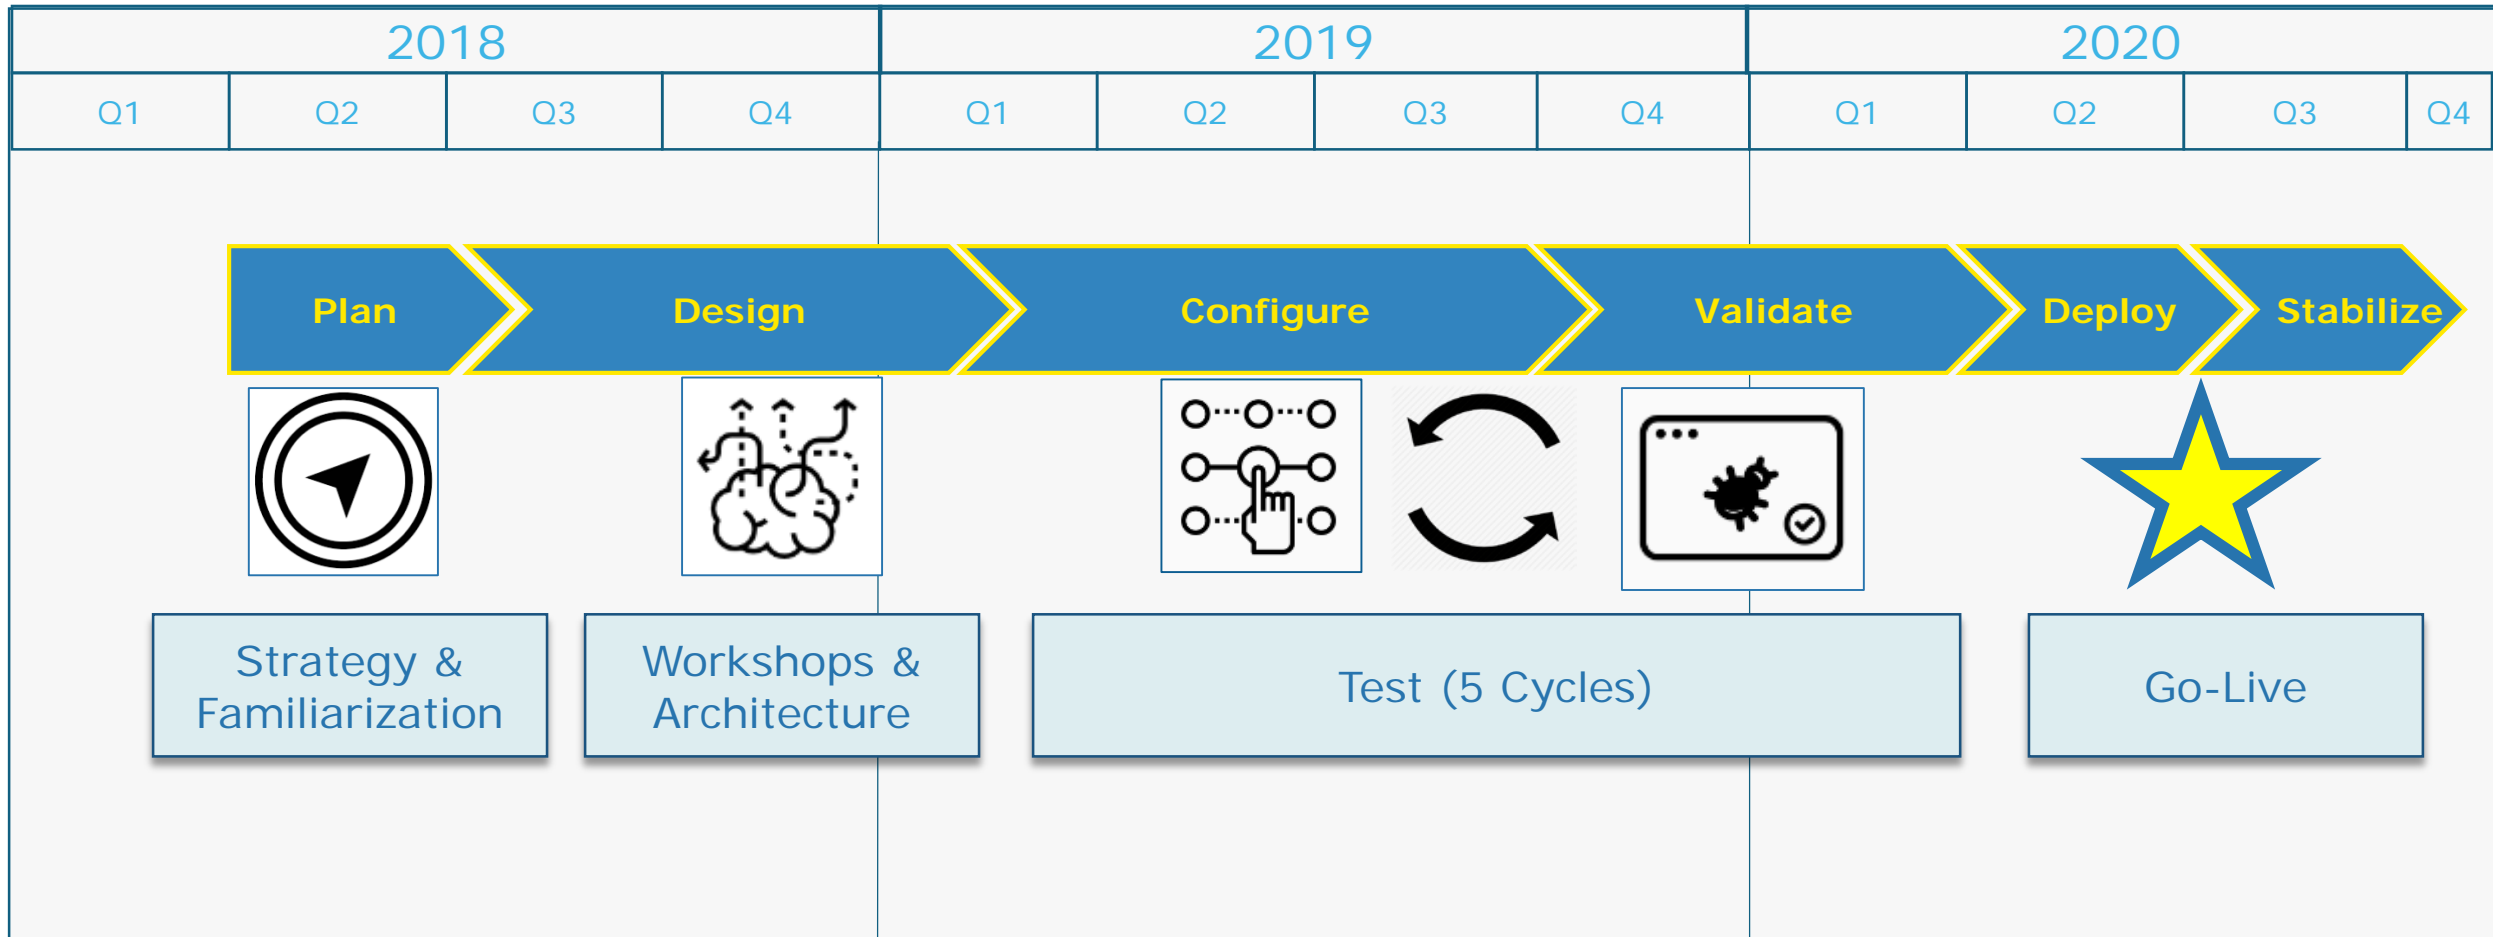 2018 2019 2020
Q1 Q2 Q3 Q4 Q1 Q2 Q3 Q4 Q1 Q2 Q3 Q4
Plan Design Configure Validate Deploy Stabilize
Strategy &
Familiarization
Workshops &
Architecture
Test (5 Cycles)
Go-Live